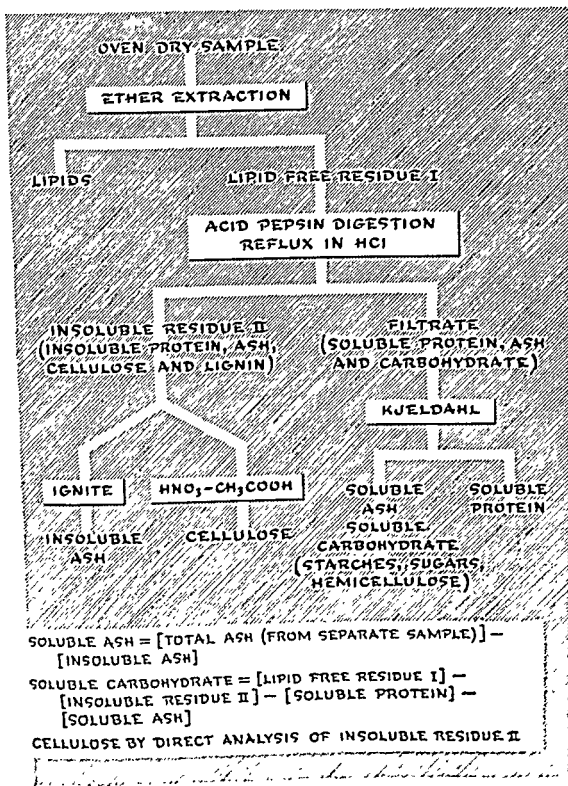 OVEN DRY SAMPLE
ETHER EXTRACTION
LIPIDS
LIPID FREE RESIDUE I
ACID PEPSIN DIGESTION
REFLUX IN HCl
INSOLUBLE RESIDUE II
(INSOLUBLE PROTEIN, ASH,
CELLULOSE AND LIGNIN)
FILTRATE
(SOLUBLE PROTEIN, ASH
AND CARBOHYDRATE)
KJELDAHL
IGNITE
HNO₃-CH₃COOH
SOLUBLE
ASH
SOLUBLE
CARBOHYDRATE
(STARCHES, SUGARS,
HEMICELLULOSE)
SOLUBLE
PROTEIN
INSOLUBLE
ASH
CELLULOSE
SOLUBLE ASH = [TOTAL ASH (FROM SEPARATE SAMPLE)] –
[INSOLUBLE ASH]
SOLUBLE CARBOHYDRATE = [LIPID FREE RESIDUE I] –
[INSOLUBLE RESIDUE II] – [SOLUBLE PROTEIN] –
[SOLUBLE ASH]
CELLULOSE BY DIRECT ANALYSIS OF INSOLUBLE RESIDUE II